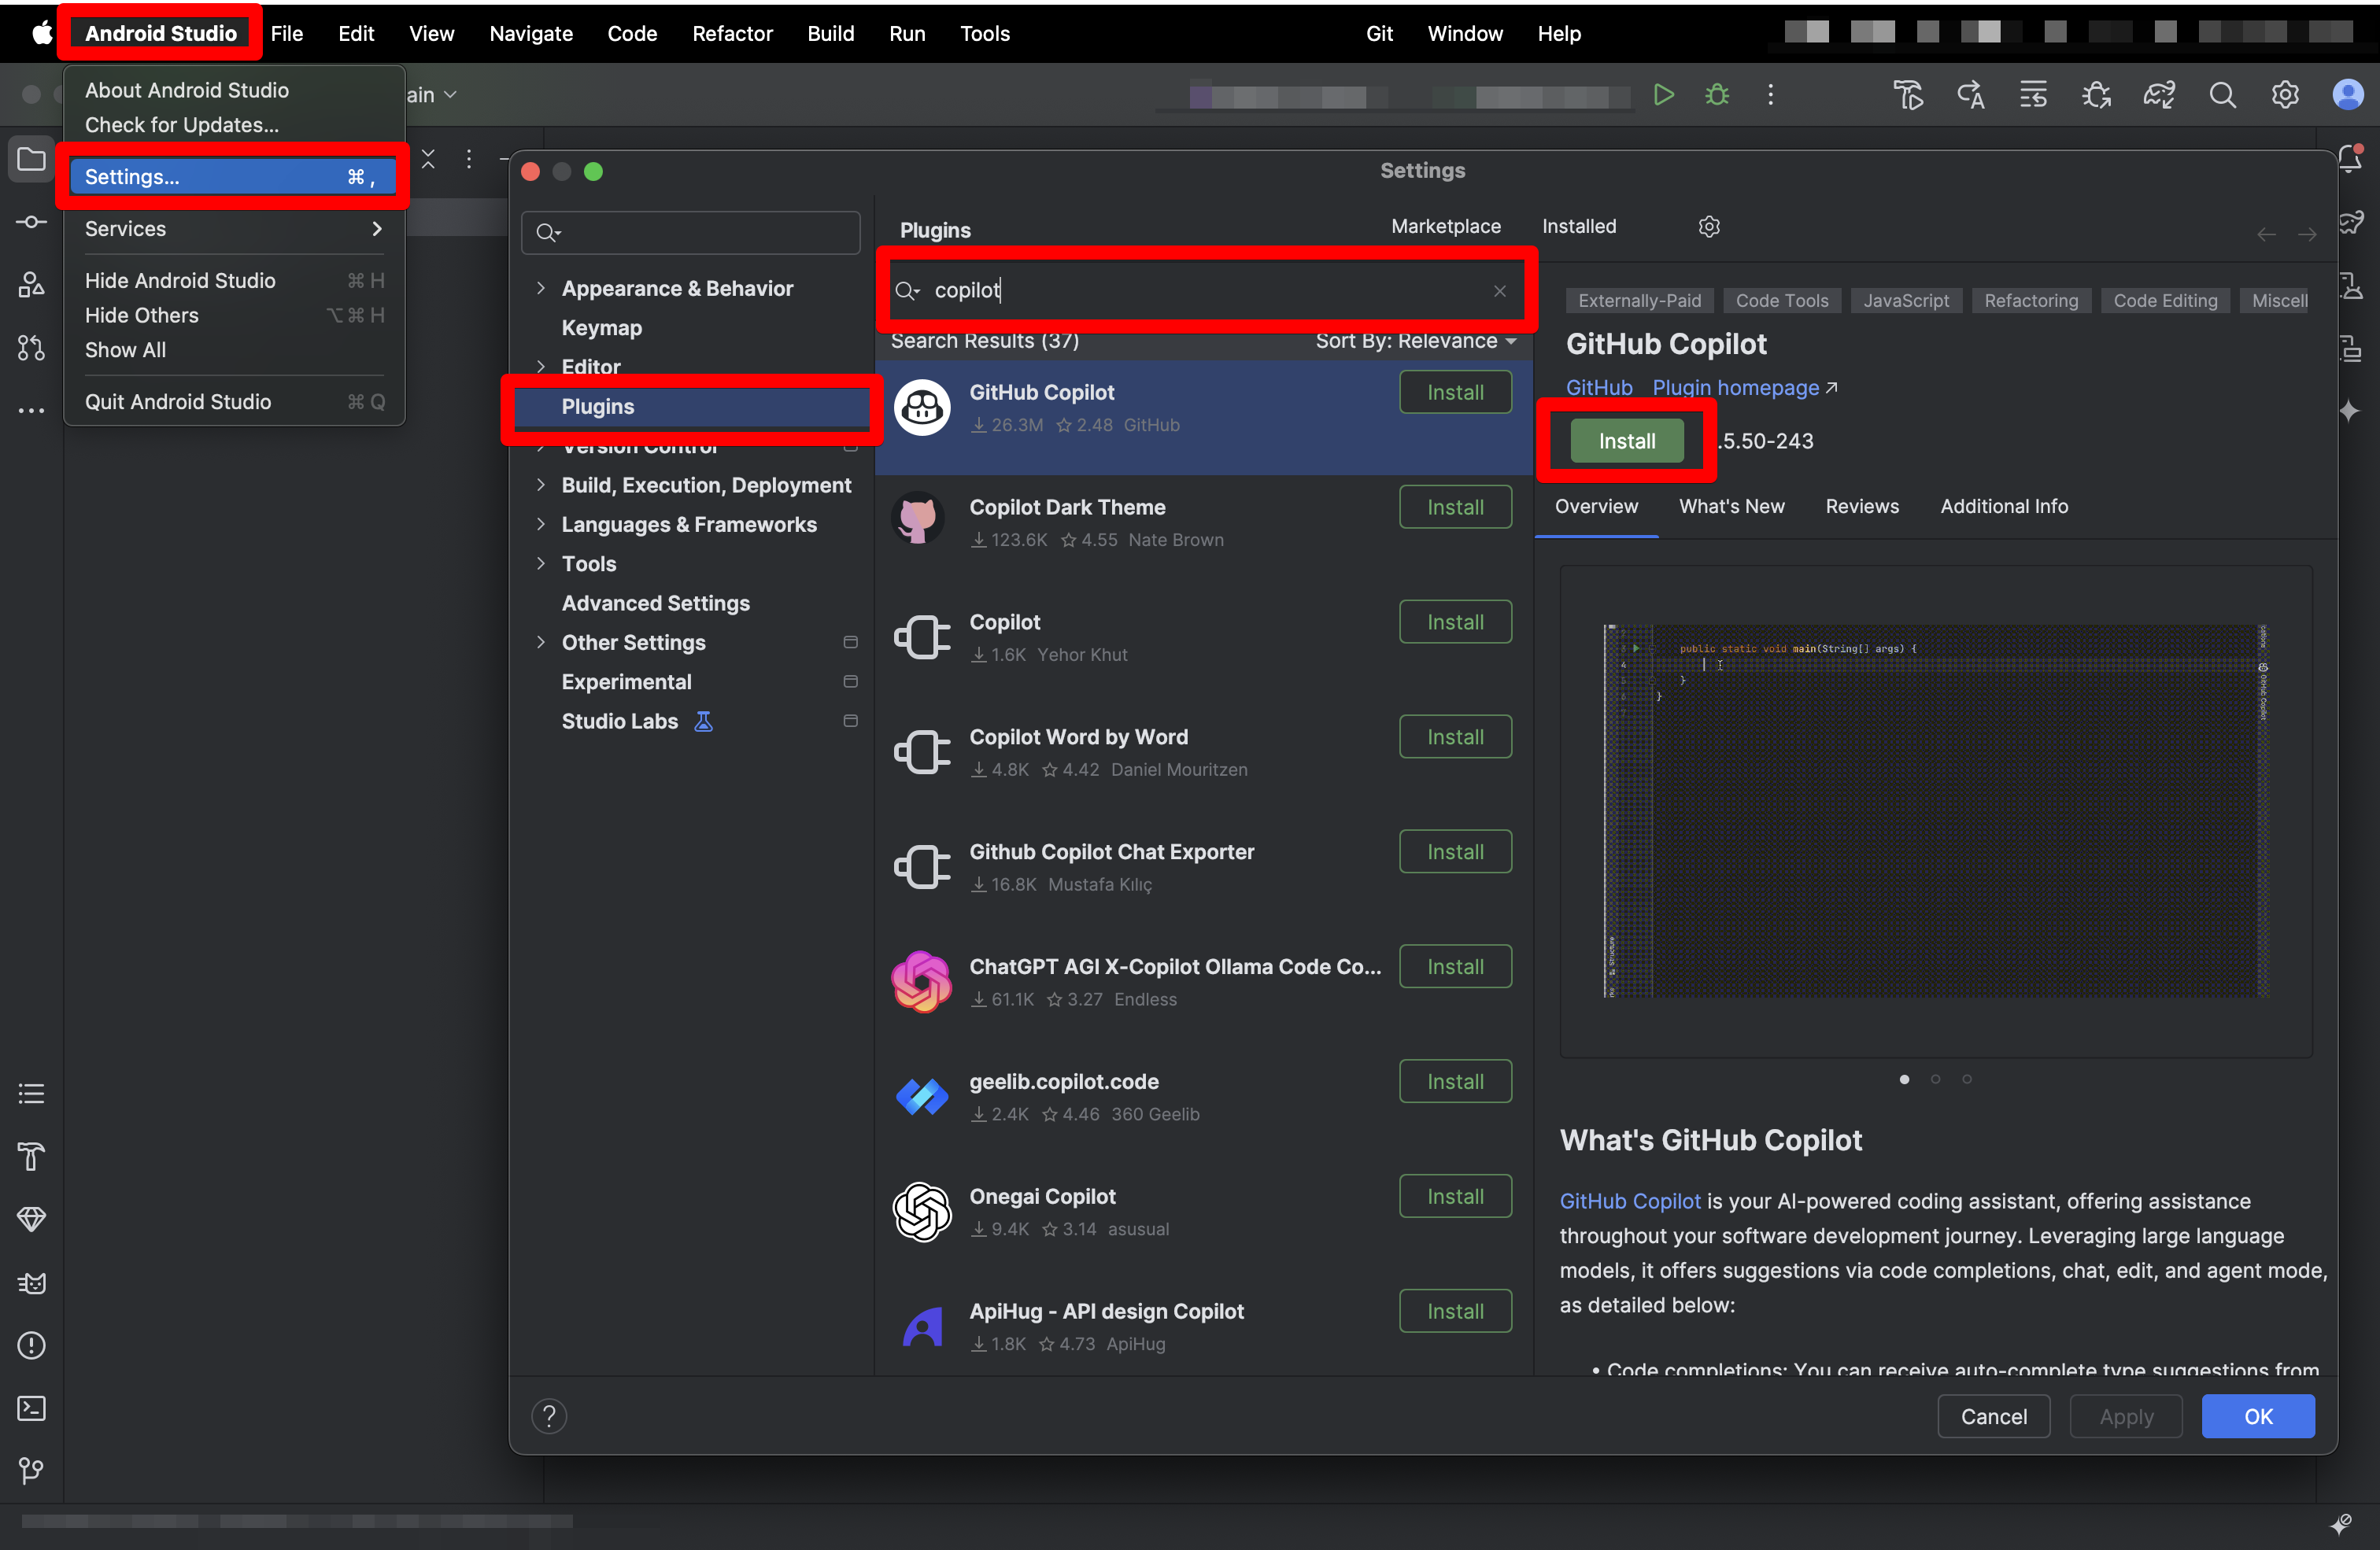 Android Studio File Edit View Navigate Code Refactor Build Run Tools Git Window Help
About Android Studio
Check for Updates...
Settings... ⌘ ,
Services
Hide Android Studio ⌘ H
Hide Others ⌥ ⌘ H
Show All
Quit Android Studio ⌘ Q
ain
Settings
Appearance & Behavior
Keymap
Editor
Plugins
Version Control
Build, Execution, Deployment
Languages & Frameworks
Tools
Advanced Settings
Other Settings
Experimental
Studio Labs
Plugins Marketplace Installed
copilot
Search Results (37) Sort By: Relevance
GitHub Copilot Install
26.3M 2.48 GitHub
Copilot Dark Theme Install
123.6K 4.55 Nate Brown
Copilot Install
1.6K Yehor Khut
Copilot Word by Word Install
4.8K 4.42 Daniel Mouritzen
Github Copilot Chat Exporter Install
16.8K Mustafa Kılıç
ChatGPT AGI X-Copilot Ollama Code Co... Install
61.1K 3.27 Endless
geelib.copilot.code Install
2.4K 4.46 360 Geelib
Onegai Copilot Install
9.4K 3.14 asusual
ApiHug - API design Copilot Install
1.8K 4.73 ApiHug
Externally-Paid Code Tools JavaScript Refactoring Code Editing Miscell
GitHub Copilot
GitHub Plugin homepage ↗
Install .5.50-243
Overview What's New Reviews Additional Info
public static void main(String[] args) {
4
}
}
GitHub Copilot
What's GitHub Copilot
GitHub Copilot is your AI-powered coding assistant, offering assistance
throughout your software development journey. Leveraging large language
models, it offers suggestions via code completions, chat, edit, and agent mode,
as detailed below:
• Code completions: You can receive auto-complete type suggestions from
? Cancel Apply OK